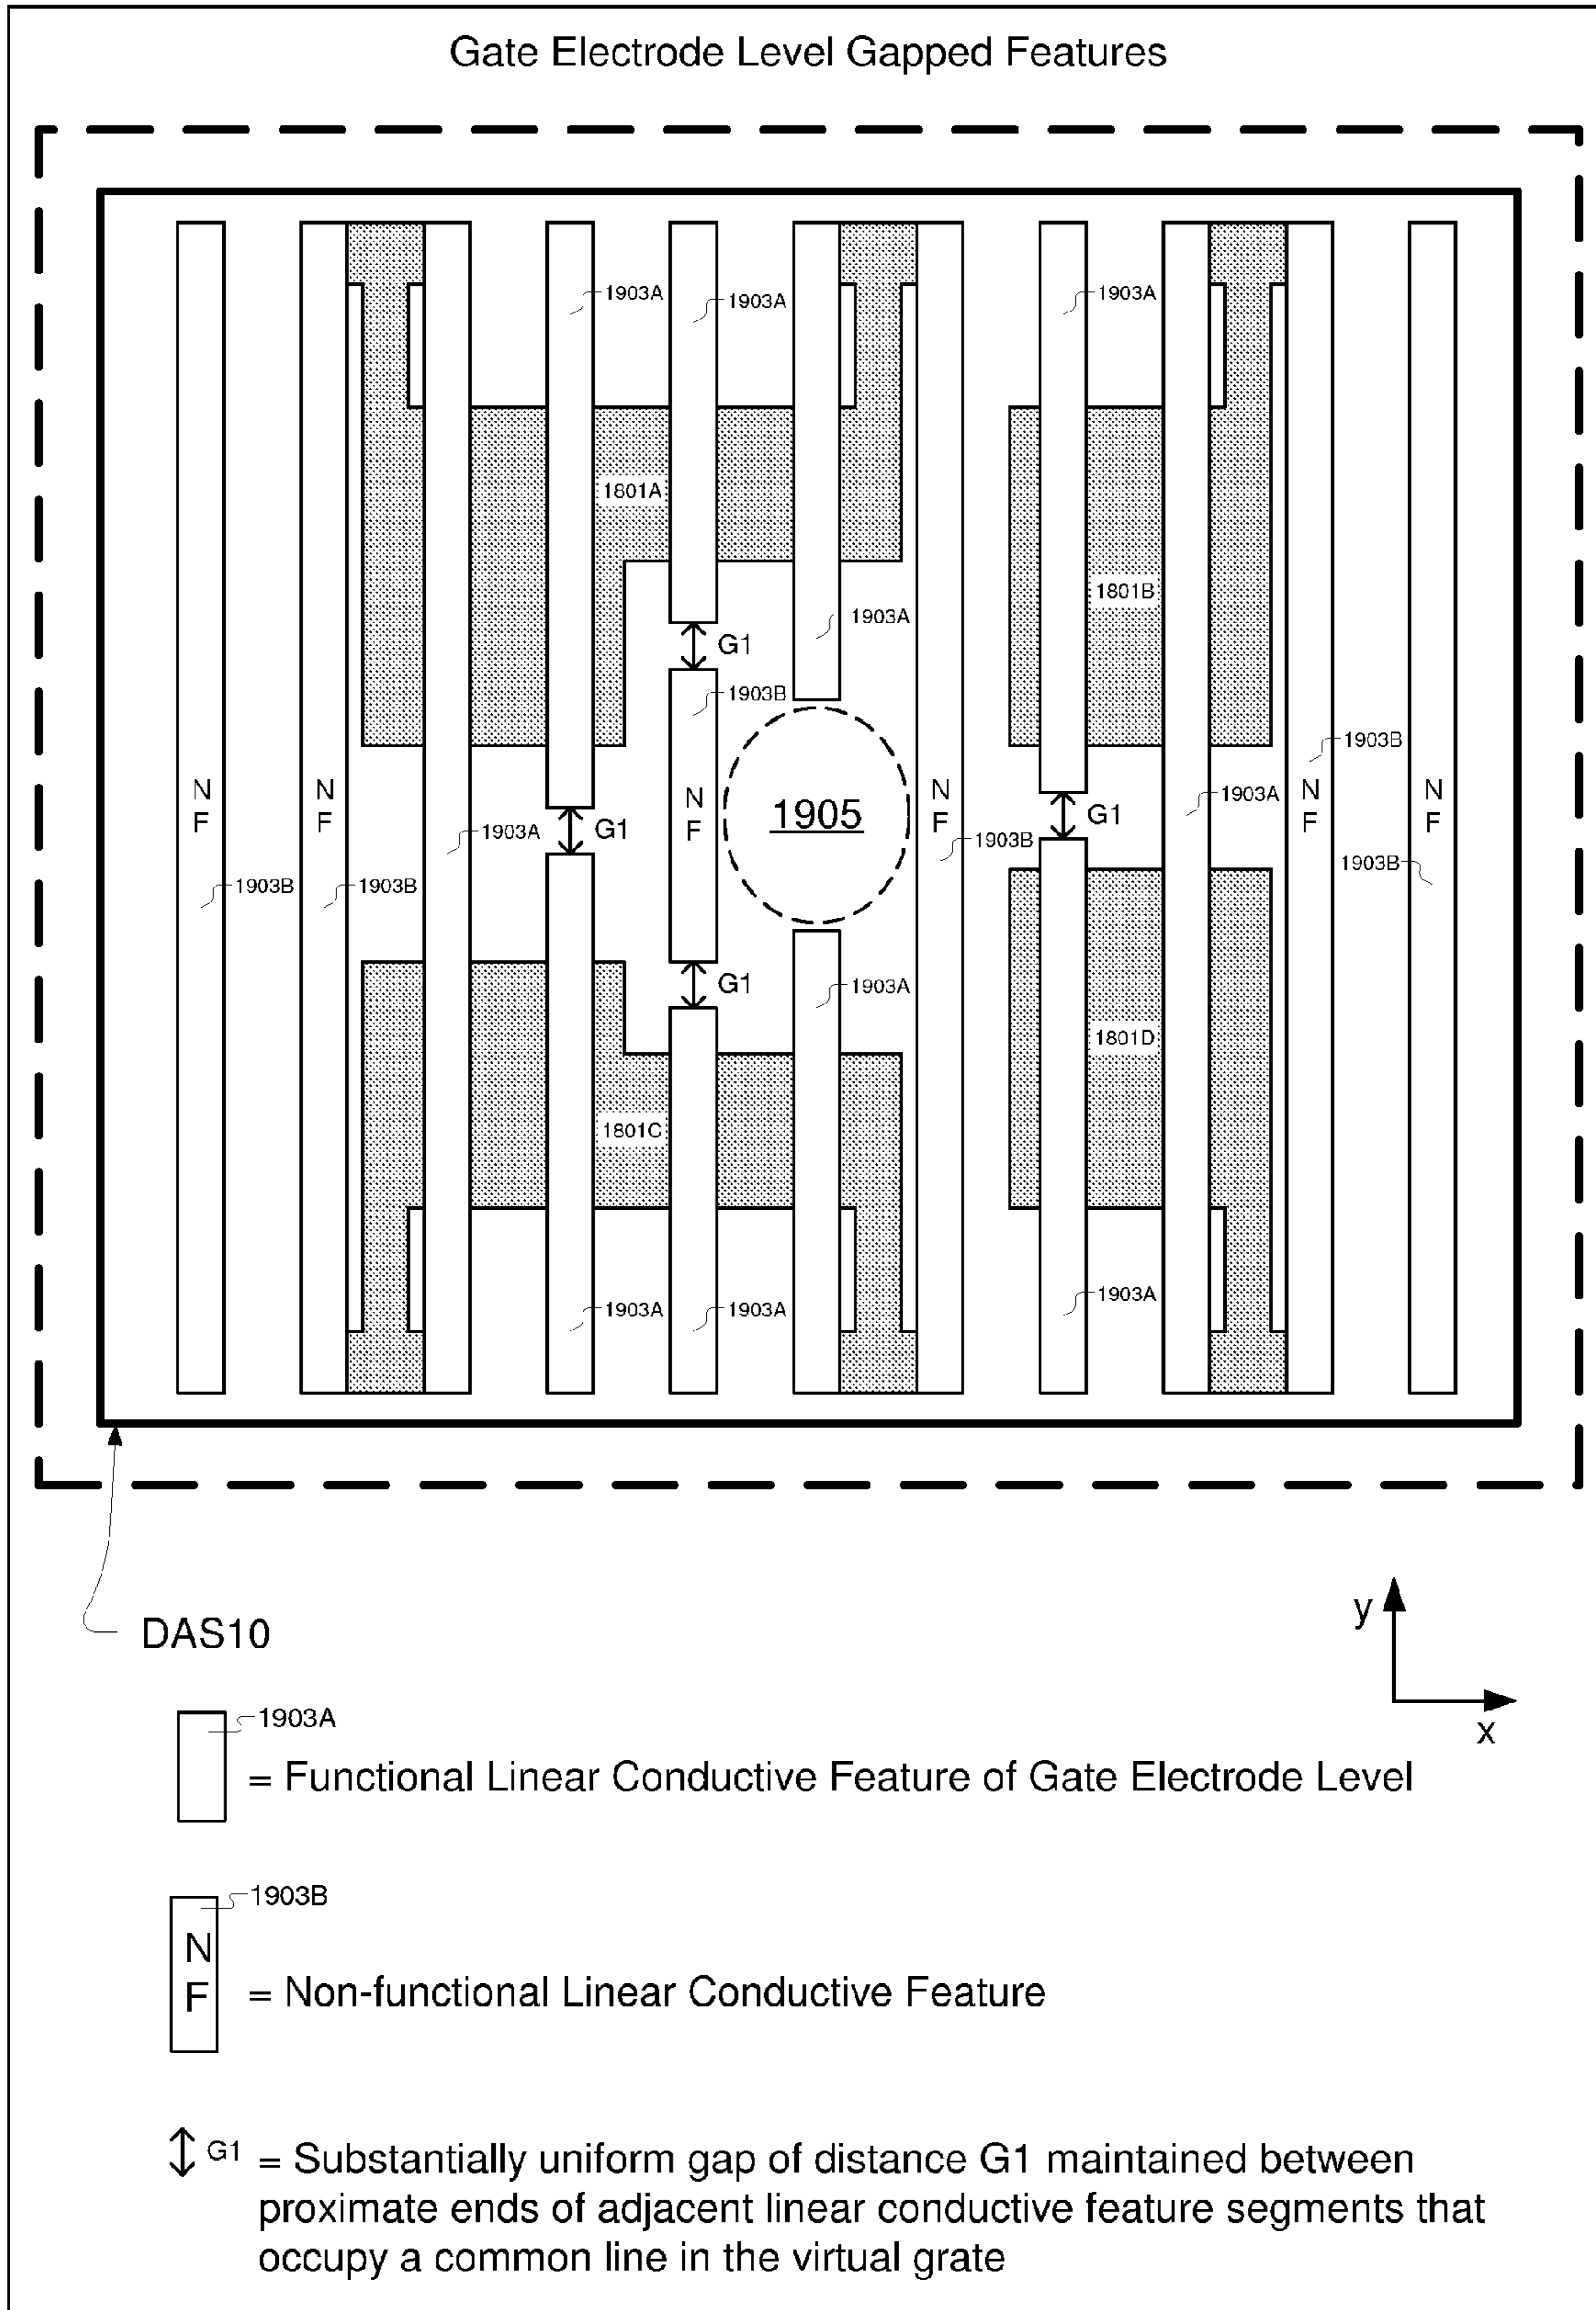 Gate Electrode Level Gapped Features
1903A
1903A
1903A
1801A
1801B
1903A
G1
1903B
1903B
N
F
N
F
N
F
1905
N
F
G1
1903A
N
F
N
F
1903A
G1
1903B
1903B
1903B
1903B
G1
1903A
1801D
1801C
1903A
1903A
1903A
DAS10
y
x
1903A
= Functional Linear Conductive Feature of Gate Electrode Level
1903B
N
F
= Non-functional Linear Conductive Feature
G1 = Substantially uniform gap of distance G1 maintained between
proximate ends of adjacent linear conductive feature segments that
occupy a common line in the virtual grate